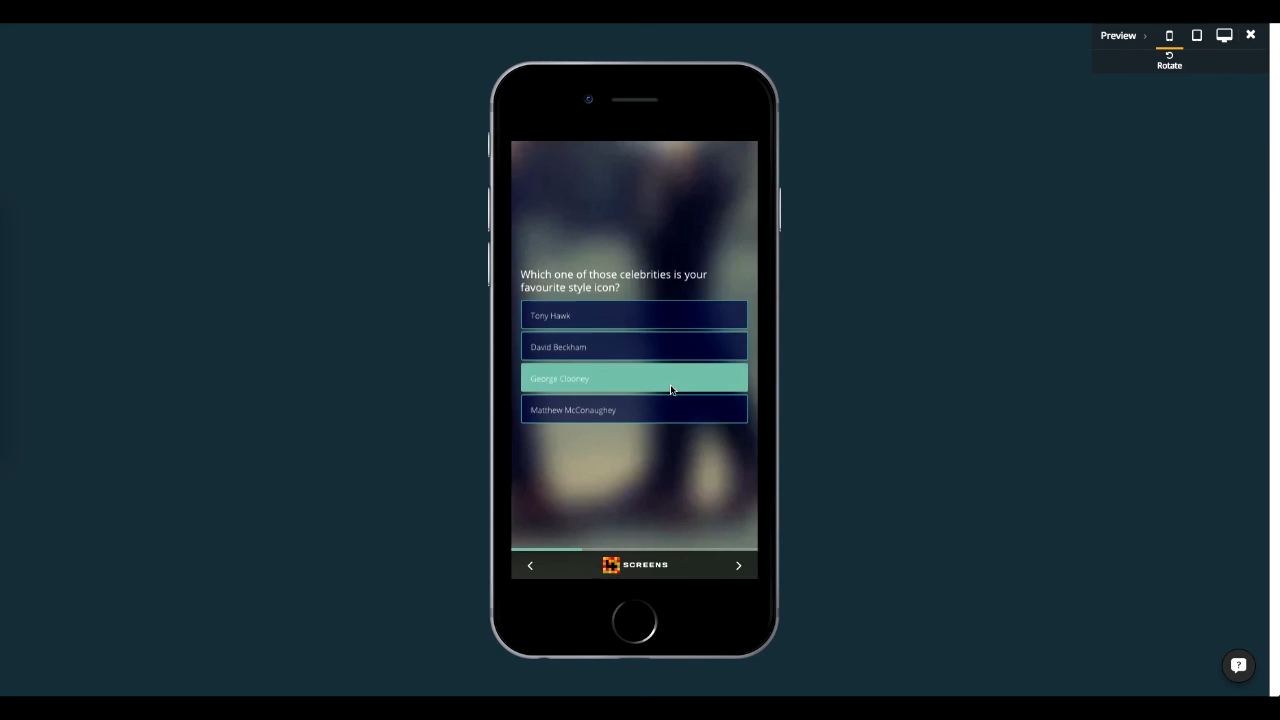 Preview
Rotate
Which one of those celebrities is your
favourite style icon?
Tony Hawk
David Beckham
George Clooney
Matthew McConaughey
SCREENS